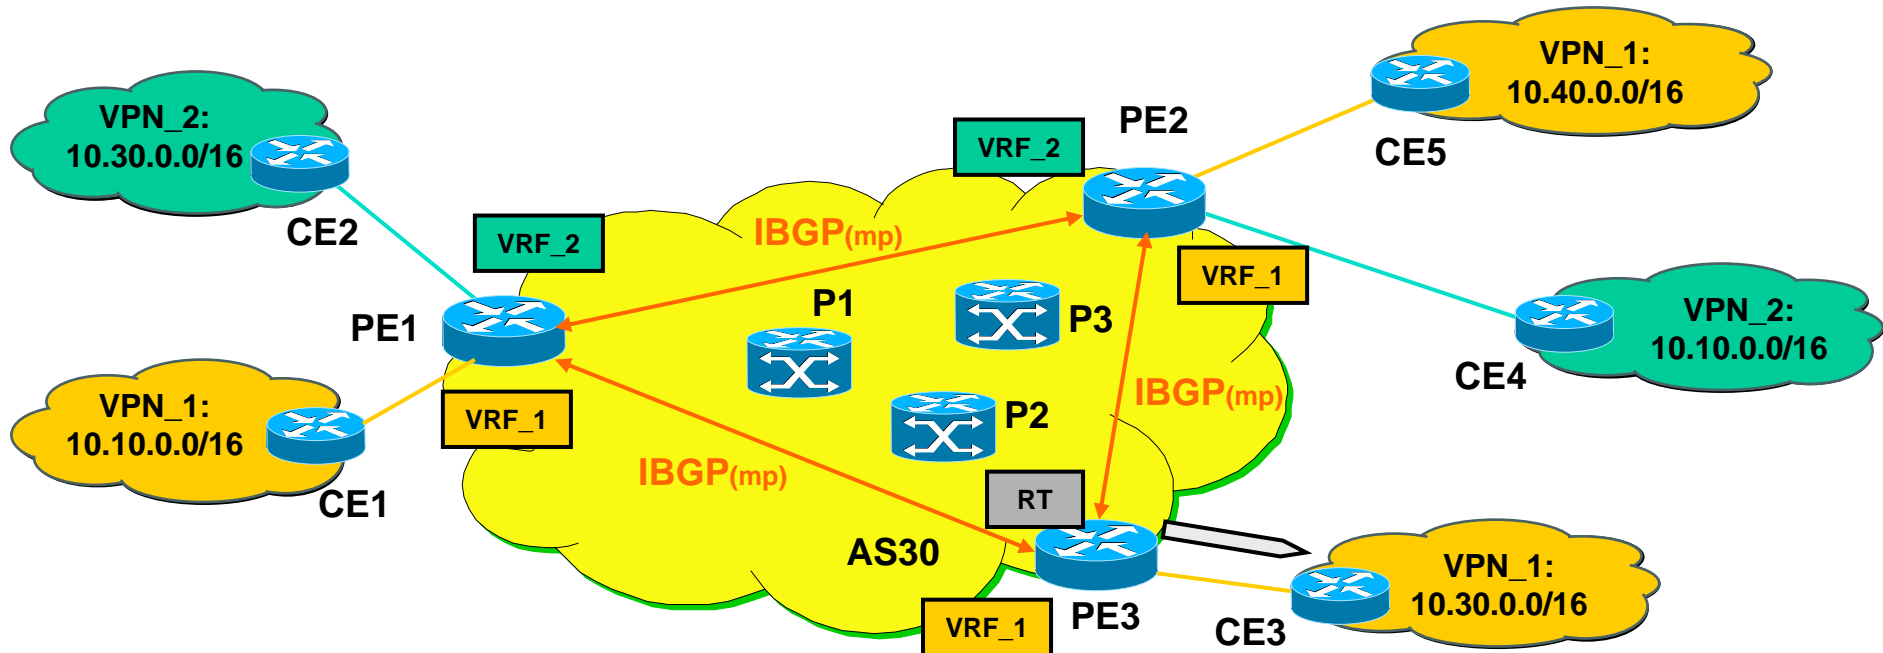 VPN_1:
10.40.0.0/16
CE5
PE2
VRF_2
VPN_2:
10.30.0.0/16
CE2
VRF_2
IBGP(mp)
VRF_1
P1
P3
PE1
VPN_2:
10.10.0.0/16
CE4
VPN_1:
10.10.0.0/16
CE1
VRF_1
P2
IBGP(mp)
IBGP(mp)
RT
AS30
PE3
VRF_1
CE3
VPN_1:
10.30.0.0/16